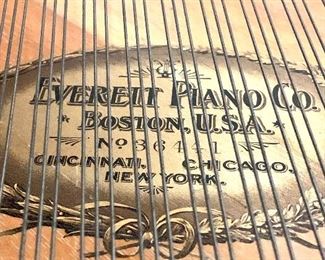 EVERETT PIANO CO.
BOSTON, U.S.A.
No 36441
CINCINNATI. CHICAGO.
NEW YORK.